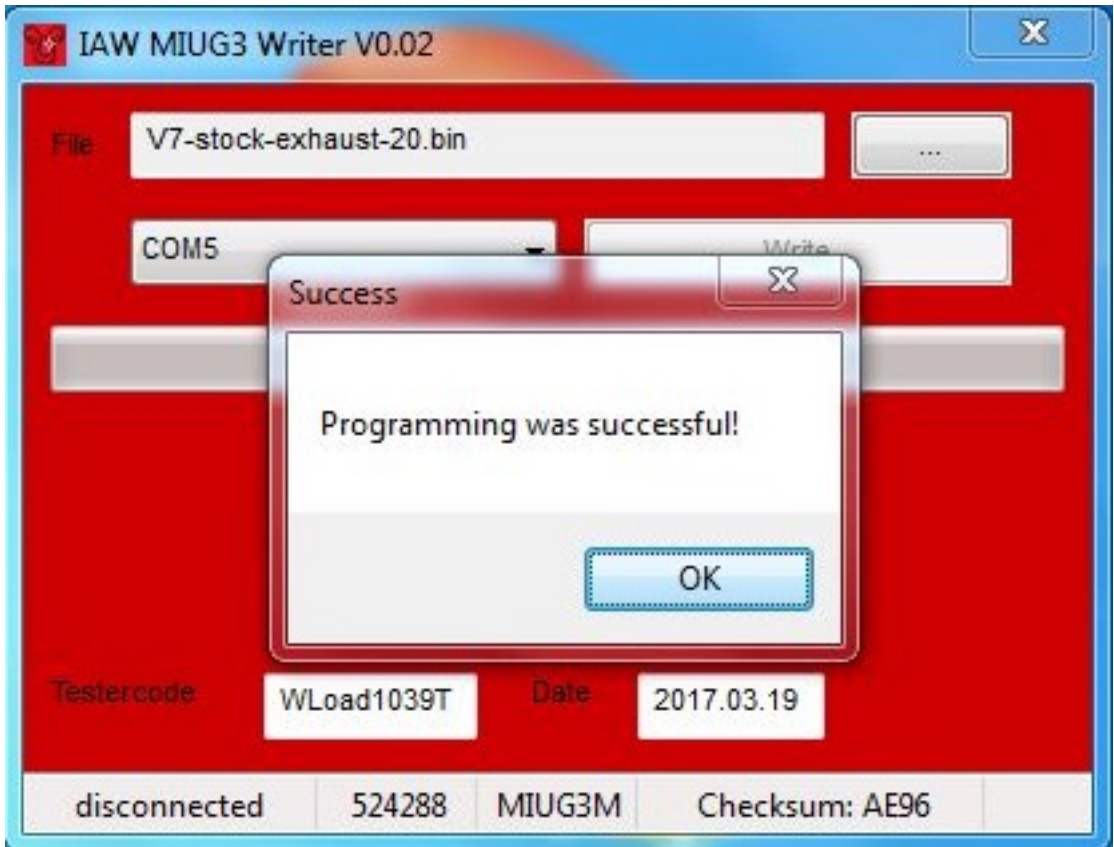 IAW MIUG3 Writer V0.02
File V7-stock-exhaust-20.bin ...
COM5 Write
Success
Programming was successful!
OK
Testercode WLoad1039T Date 2017.03.19
disconnected 524288 MIUG3M Checksum: AE96